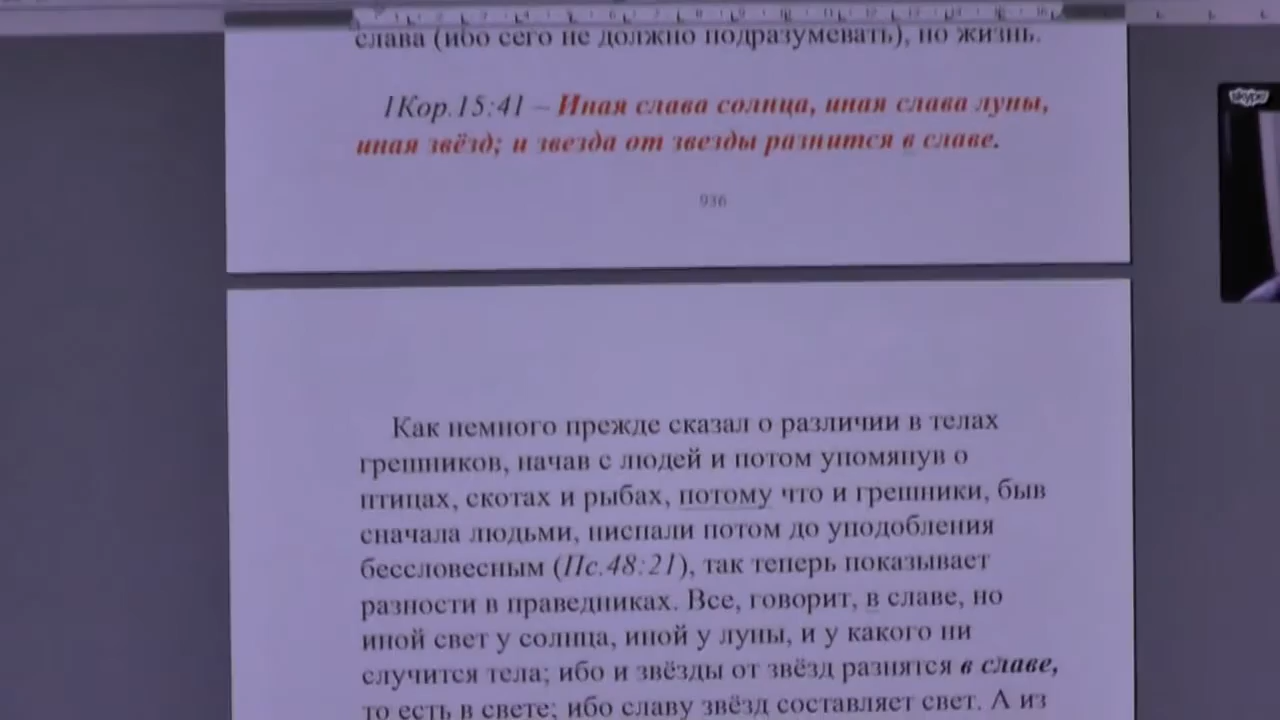 слава (ибо сего не должно подразумевать), но жизнь.
1Кор.15:41 – Иная слава солнца, иная слава луны,
иная звёзд; и звезда от звезды разнится в славе.
936
skype
Как немного прежде сказал о различии в телах
грешников, начав с людей и потом упомянув о
птицах, скотах и рыбах, потому что и грешники, быв
сначала людьми, ниспали потом до уподобления
бессловесным (Пс.48:21), так теперь показывает
разности в праведниках. Все, говорит, в славе, но
иной свет у солнца, иной у луны, и у какого ни
случится тела; ибо и звёзды от звёзд разнятся в славе,
то есть в свете; ибо славу звёзд составляет свет. А из